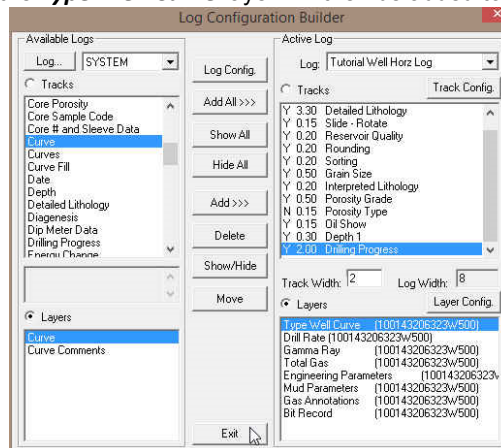 Log Configuration Builder
Available Logs
Log... SYSTEM
Tracks
Core Porosity
Core Sample Code
Core # and Sleeve Data
Curve
Curves
Curve Fill
Date
Depth
Detailed Lithology
Diagenesis
Dip Meter Data
Drilling Progress
Energy Change
Layers
Curve
Curve Comments
Log Config.
Add All >>>
Show All
Hide All
Add >>>
Delete
Show/Hide
Move
Exit
Active Log
Log: Tutorial Well Horz Log
Tracks Track Config.
Y 3.30 Detailed Lithology
Y 0.15 Slide - Rotate
Y 0.20 Reservoir Quality
Y 0.20 Rounding
Y 0.20 Sorting
Y 0.50 Grain Size
Y 0.20 Interpreted Lithology
Y 0.50 Porosity Grade
N 0.15 Porosity Type
Y 0.15 Oil Show
Y 0.30 Depth 1
Y 2.00 Drilling Progress
Track Width: 2 Log Width: 8
Layers Layer Config.
Type Well Curve (100143206323W500)
Drill Rate (100143206323W500)
Gamma Ray (100143206323W500)
Total Gas (100143206323W500)
Engineering Parameters (100143206323
Mud Parameters (100143206323W500)
Gas Annotations (100143206323W500)
Bit Record (100143206323W500)